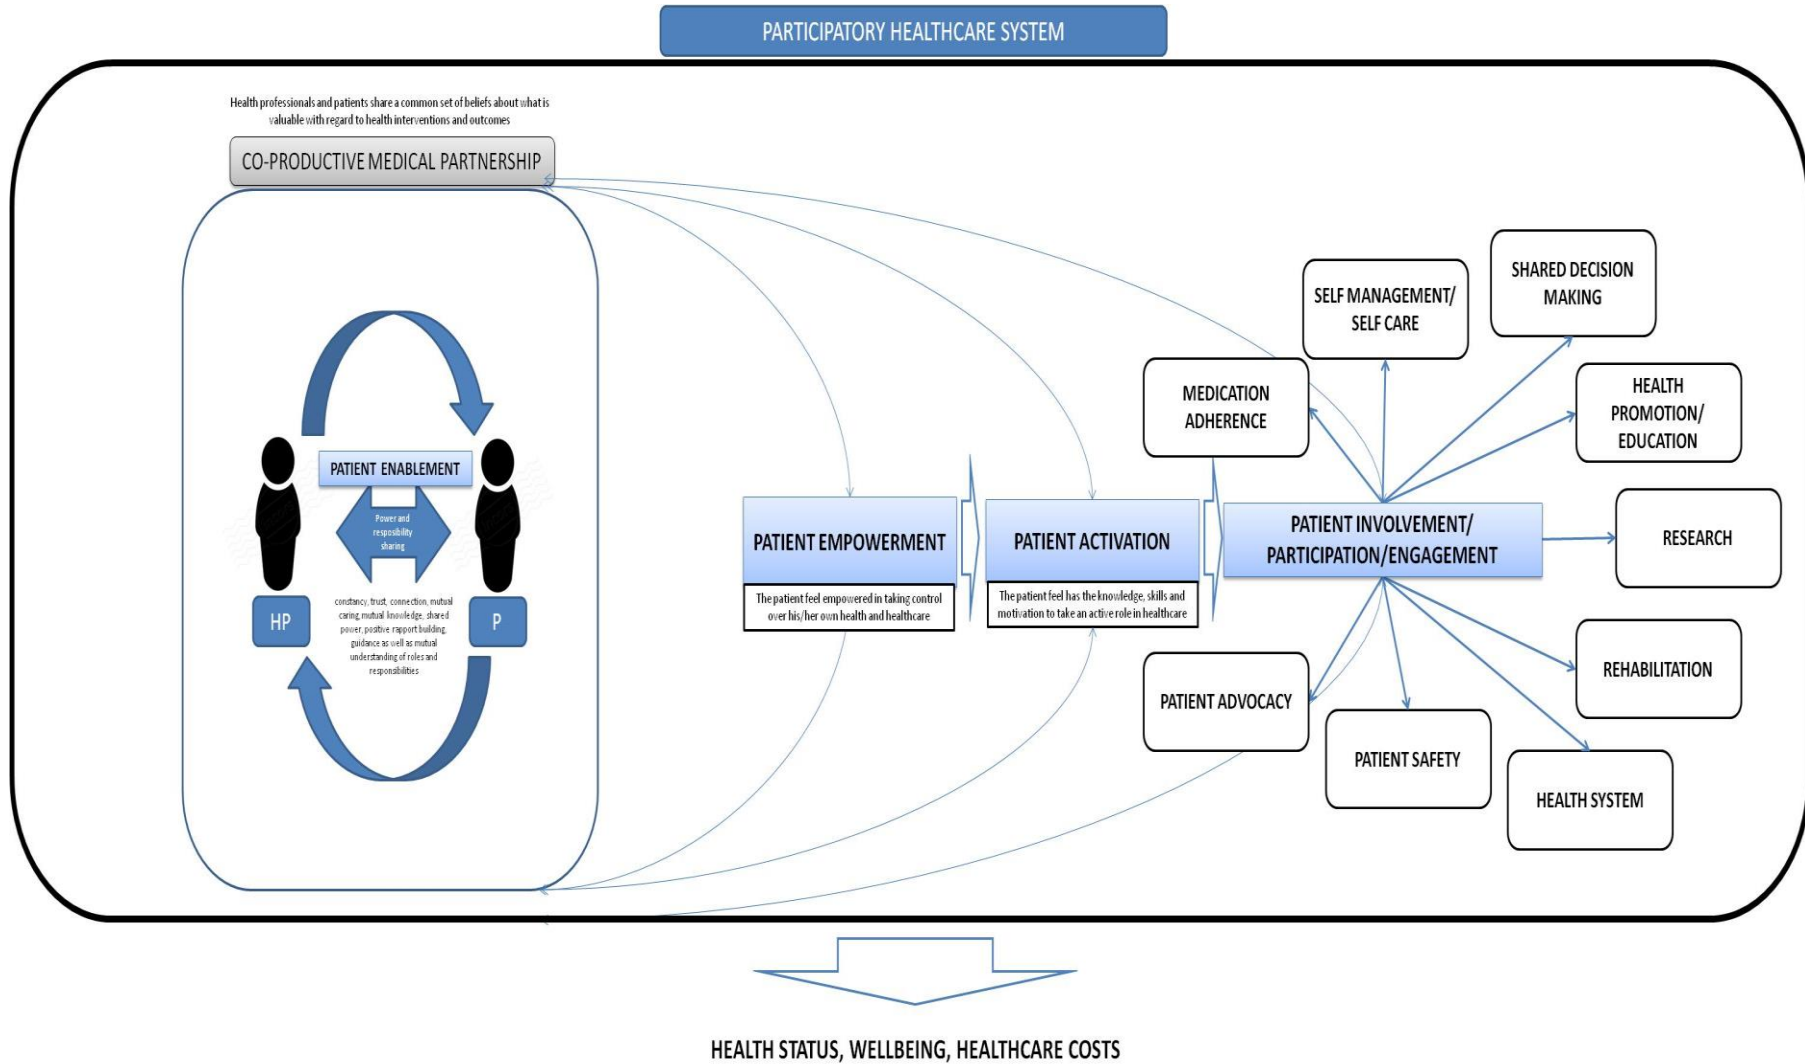 PARTICIPATORY HEALTHCARE SYSTEM
Health professionals and patients share a common set of beliefs about what is
valuable with regard to health interventions and outcomes
CO-PRODUCTIVE MEDICAL PARTNERSHIP
PATIENT ENABLEMENT
Power and
resposibility
sharing
HP
constancy, trust, connection, mutual
caring, mutual knowledge, shared
power, positive rapport building,
guidance as well as mutual
understanding of roles and
responsibilities
P
PATIENT EMPOWERMENT
The patient feel empowered in taking control
over his/her own health and healthcare
PATIENT ACTIVATION
The patient feel has the knowledge, skills and
motivation to take an active role in healthcare
PATIENT INVOLVEMENT/
PARTICIPATION/ENGAGEMENT
MEDICATION
ADHERENCE
SELF MANAGEMENT/
SELF CARE
SHARED DECISION
MAKING
HEALTH
PROMOTION/
EDUCATION
RESEARCH
REHABILITATION
HEALTH SYSTEM
PATIENT SAFETY
PATIENT ADVOCACY
HEALTH STATUS, WELLBEING, HEALTHCARE COSTS